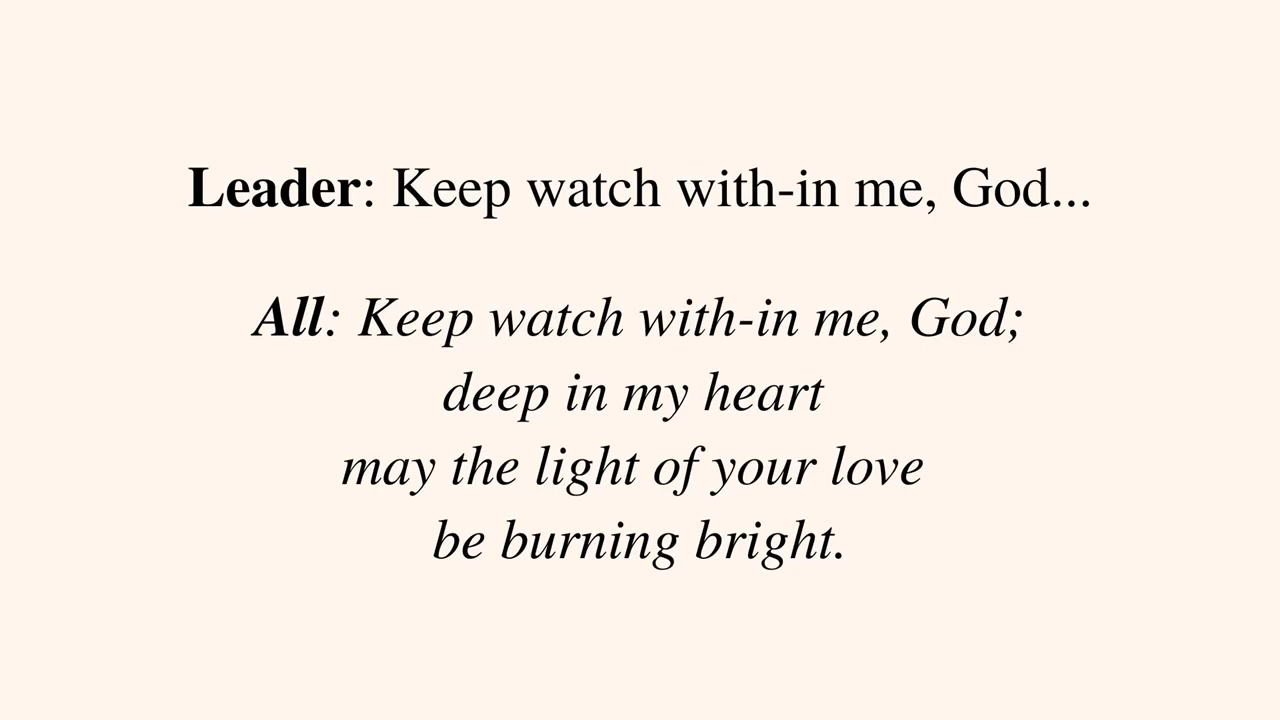 Leader: Keep watch with-in me, God...
All: Keep watch with-in me, God;
deep in my heart
may the light of your love
be burning bright.